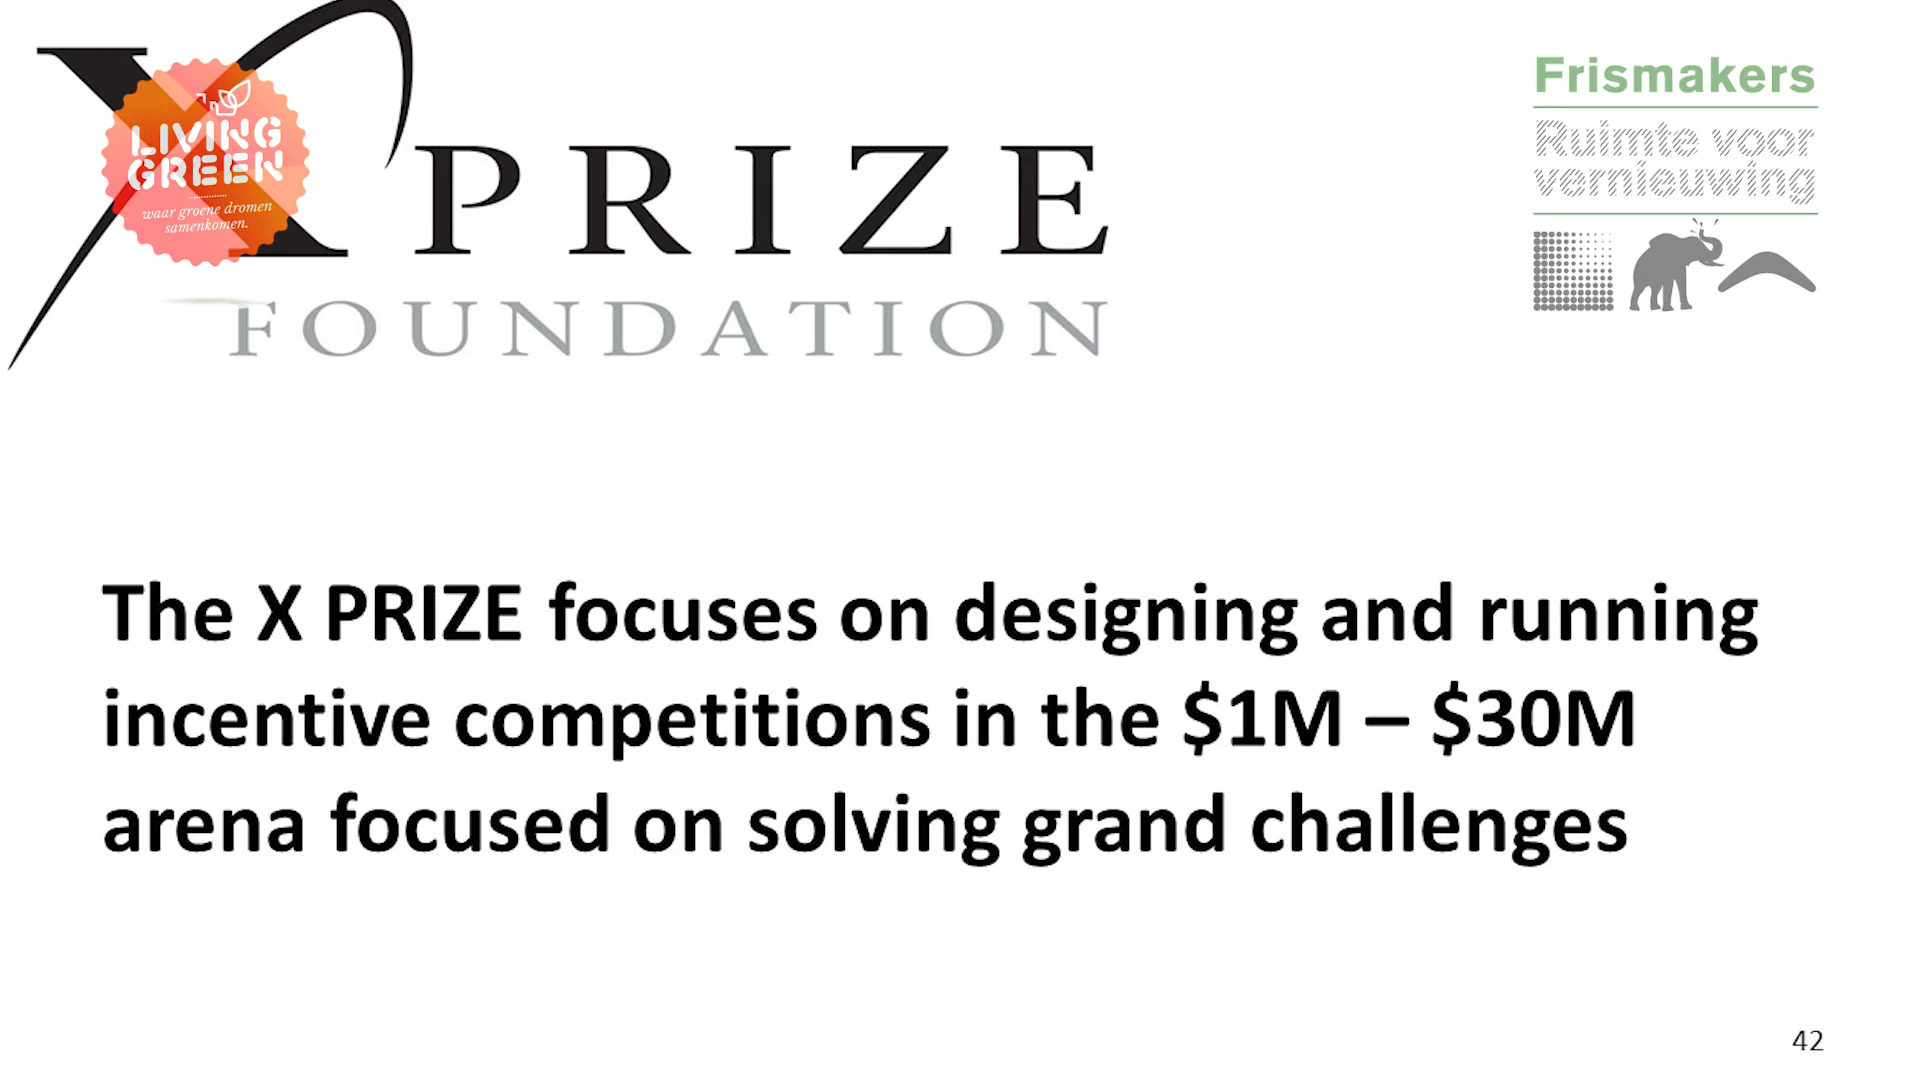 X PRIZE
FOUNDATION
LIVING
GREEN
waar groene dromen
samenkomen.
Frismakers
Ruimte voor
vernieuwing
The X PRIZE focuses on designing and running
incentive competitions in the $1M – $30M
arena focused on solving grand challenges
42